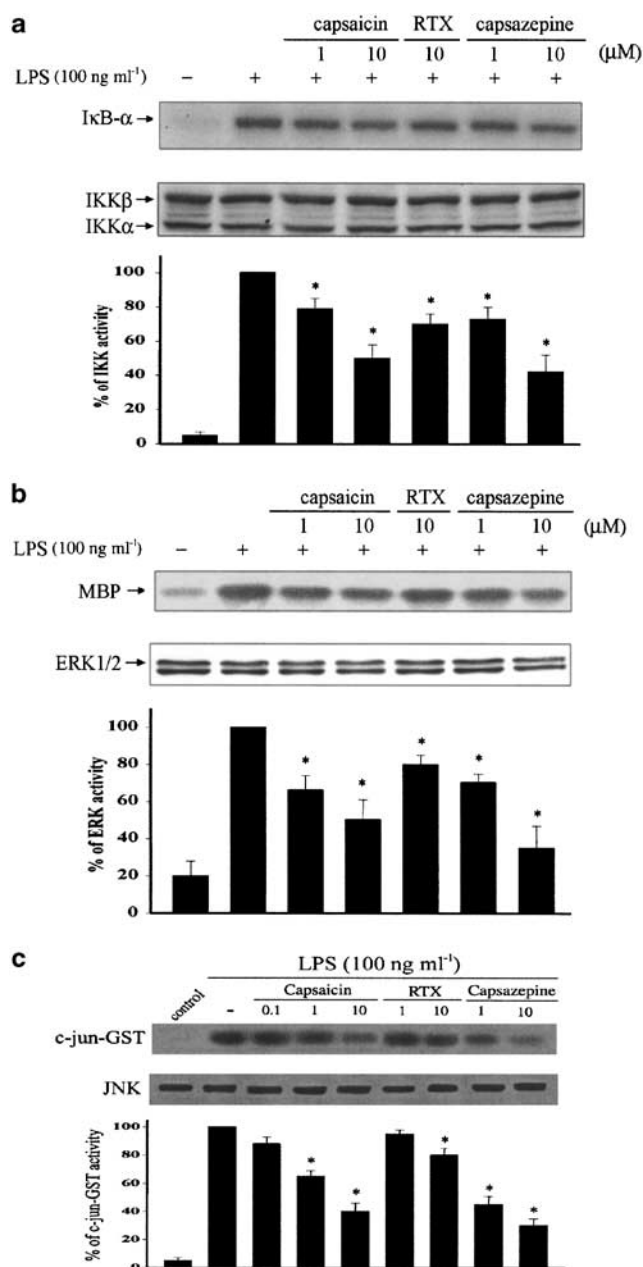 a
capsaicin RTX capsazepine
1 10 10 1 10 (μM)
LPS (100 ng ml⁻¹) − + + + + + +
IκB-α
IKKβ
IKKα
% of IKK activity
100
80
60
40
20
0
* * * * *
b
capsaicin RTX capsazepine
1 10 10 1 10 (μM)
LPS (100 ng ml⁻¹) − + + + + + +
MBP
ERK1/2
% of ERK activity
100
80
60
40
20
0
* * * * *
c
LPS (100 ng ml⁻¹)
control Capsaicin RTX Capsazepine
- 0.1 1 10 1 10 1 10
c-jun-GST
JNK
% of c-jun-GST activity
100
80
60
40
20
0
* * * * *